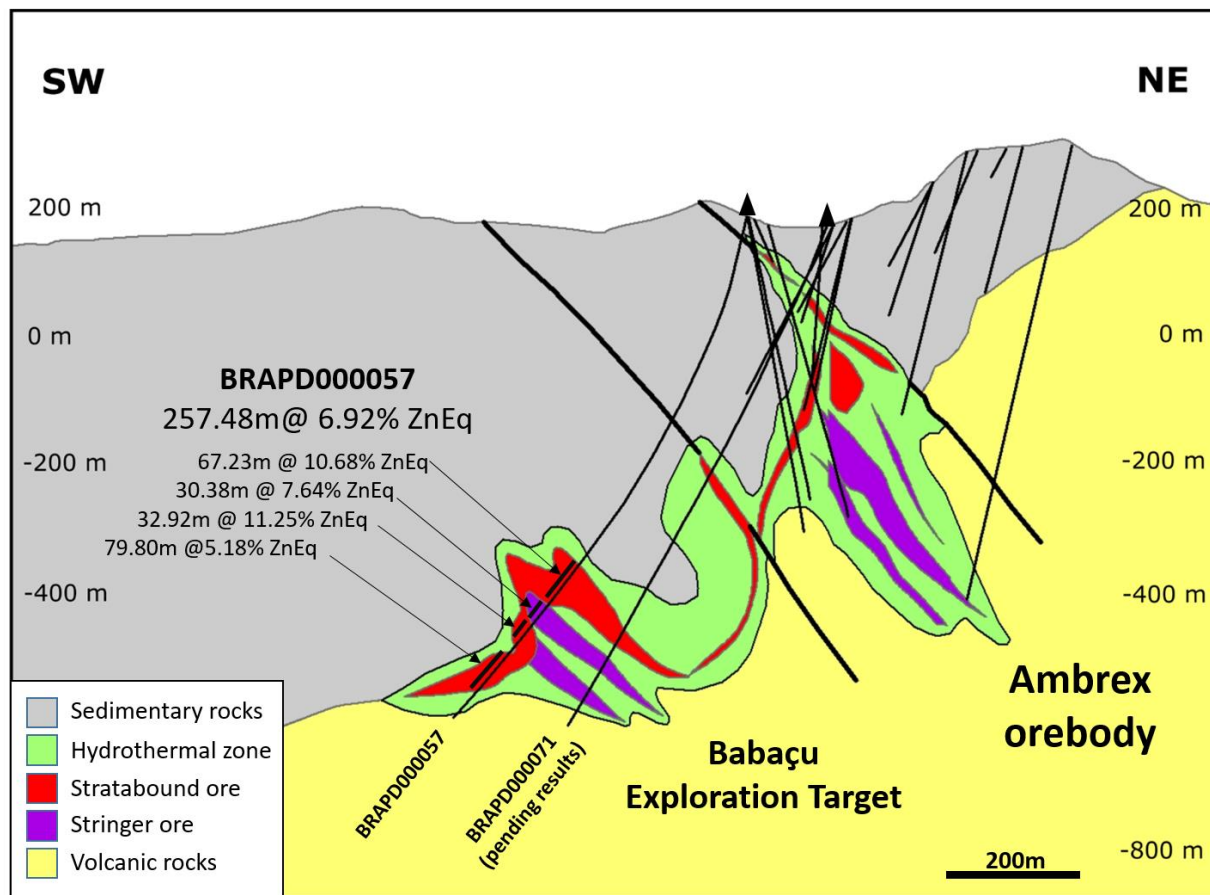 SW
NE
200 m
200 m
0 m
0 m
BRAPD000057
257.48m@ 6.92% ZnEq
67.23m @ 10.68% ZnEq
30.38m @ 7.64% ZnEq
32.92m @ 11.25% ZnEq
79.80m @5.18% ZnEq
-200 m
-200 m
-400 m
-400 m
Ambrex
orebody
Babaçu
Exploration Target
BRAPD000057
BRAPD000071
(pending results)
Sedimentary rocks
Hydrothermal zone
Stratabound ore
Stringer ore
Volcanic rocks
200m
-800 m